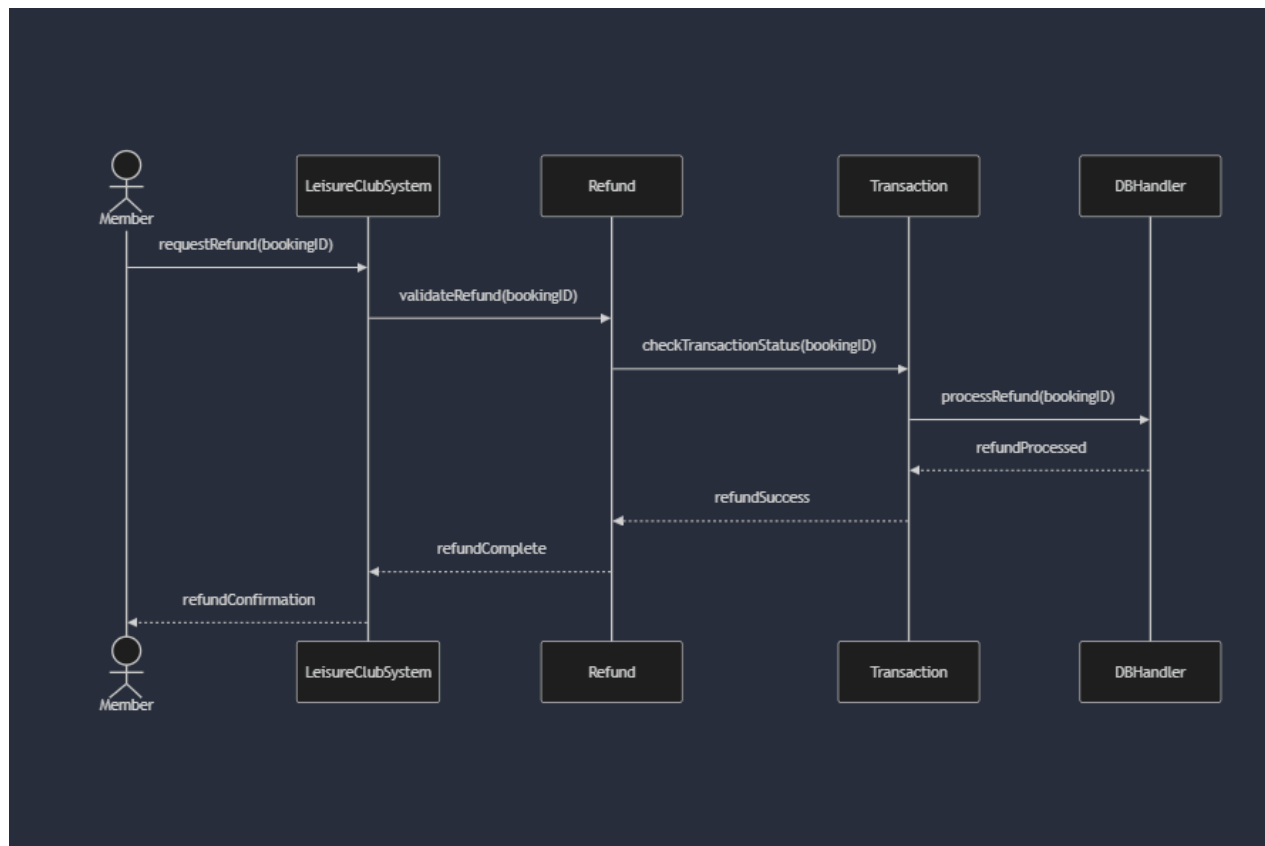 LeisureClubSystem
Refund
Transaction
DBHandler
Member
requestRefund(bookingID)
validateRefund(bookingID)
checkTransactionStatus(bookingID)
processRefund(bookingID)
refundProcessed
refundSuccess
refundComplete
refundConfirmation
LeisureClubSystem
Refund
Transaction
DBHandler
Member